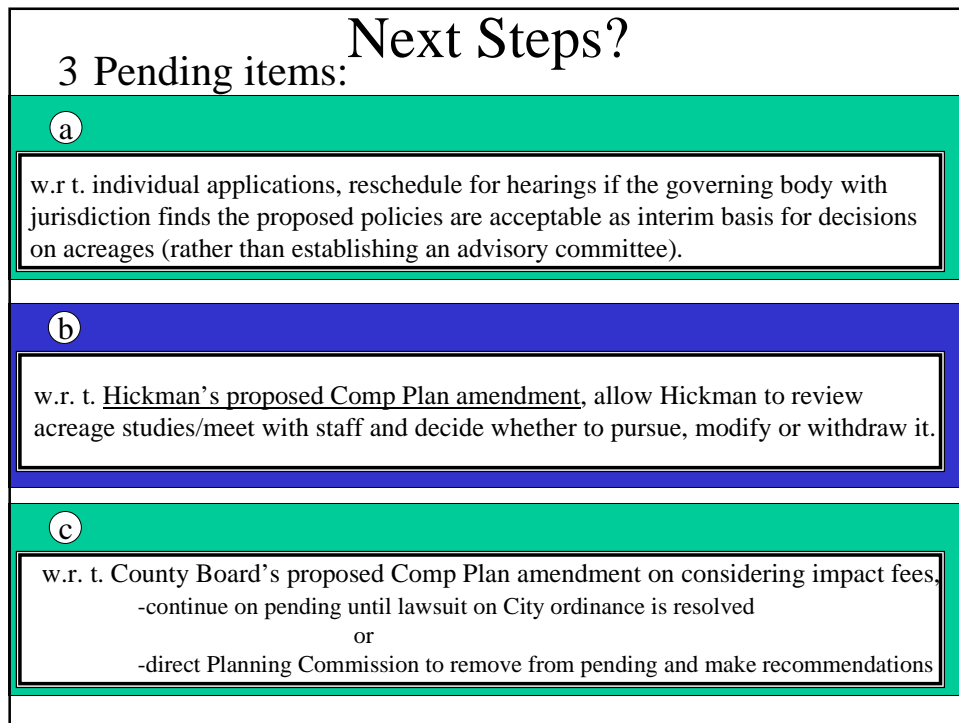 Next Steps?
3 Pending items:
a
w.r t. individual applications, reschedule for hearings if the governing body with
jurisdiction finds the proposed policies are acceptable as interim basis for decisions
on acreages (rather than establishing an advisory committee).
b
w.r. t. Hickman’s proposed Comp Plan amendment, allow Hickman to review
acreage studies/meet with staff and decide whether to pursue, modify or withdraw it.
c
w.r. t. County Board’s proposed Comp Plan amendment on considering impact fees,
-continue on pending until lawsuit on City ordinance is resolved
or
-direct Planning Commission to remove from pending and make recommendations